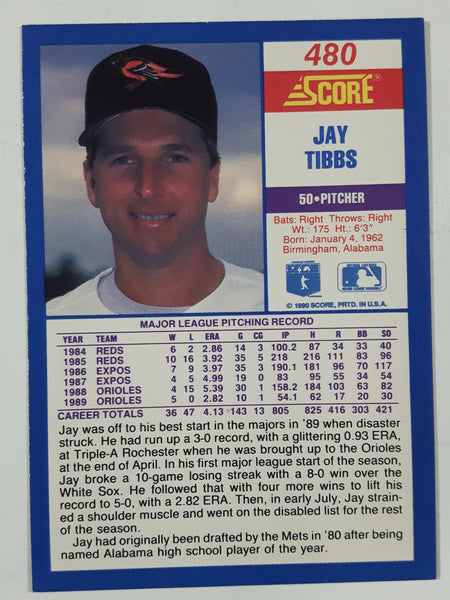 480
SCORE®
JAY
TIBBS
50•PITCHER
Bats: Right Throws: Right
Wt.: 175 Ht.: 6'3"
Born: January 4, 1962
Birmingham, Alabama
© 1990 SCORE, PRTD. IN U.S.A.
MAJOR LEAGUE PITCHING RECORD
YEAR TEAM W L ERA G CG IP H R BB SO
1984 REDS 6 2 2.86 14 3 100.2 87 34 33 40
1985 REDS 10 16 3.92 35 5 218 216 111 83 96
1986 EXPOS 7 9 3.97 35 3 190.1 181 96 70 117
1987 EXPOS 4 5 4.99 19 0 83 95 55 34 54
1988 ORIOLES 4 15 5.39 30 1 158.2 184 103 63 82
1989 ORIOLES 5 0 2.82 10 1 54.1 62 17 20 30
CAREER TOTALS 36 47 4.13 143 13 805 825 416 303 421
Jay was off to his best start in the majors in '89 when disaster
struck. He had run up a 3-0 record, with a glittering 0.93 ERA,
at Triple-A Rochester when he was brought up to the Orioles
at the end of April. In his first major league start of the season,
Jay broke a 10-game losing streak with a 8-0 win over the
White Sox. He followed that with four more wins to lift his
record to 5-0, with a 2.82 ERA. Then, in early July, Jay strain-
ed a shoulder muscle and went on the disabled list for the rest
of the season.
Jay had originally been drafted by the Mets in '80 after being
named Alabama high school player of the year.